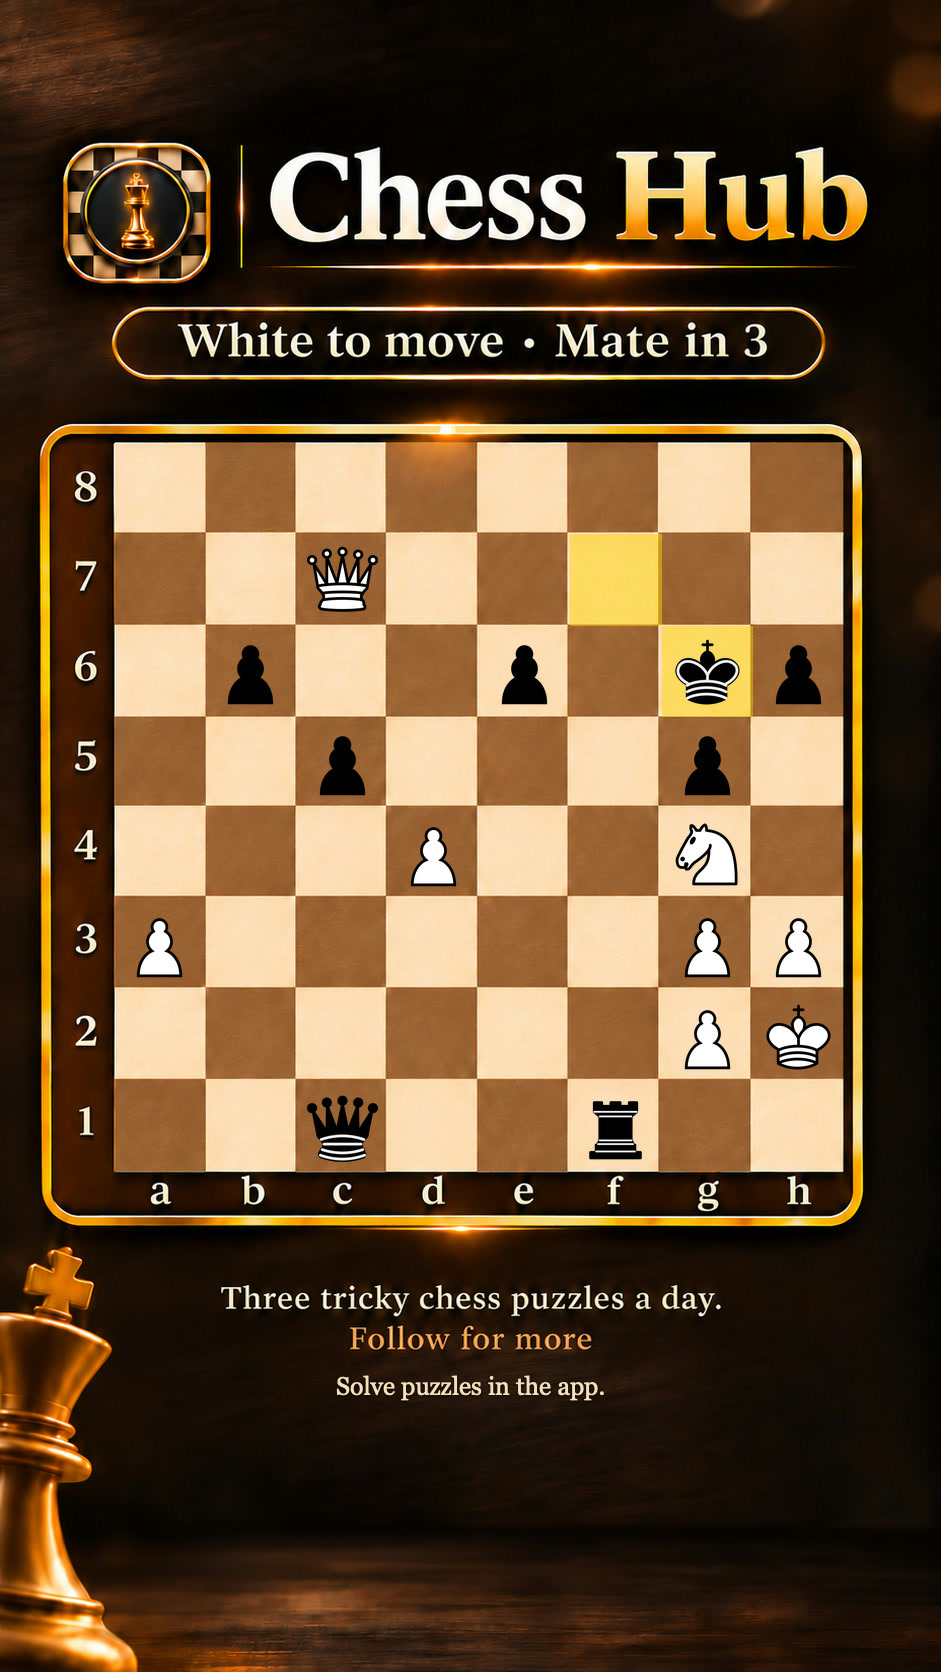 Chess Hub
White to move • Mate in 3
8
7
6
5
4
3
2
1
a b c d e f g h
Three tricky chess puzzles a day.
Follow for more
Solve puzzles in the app.